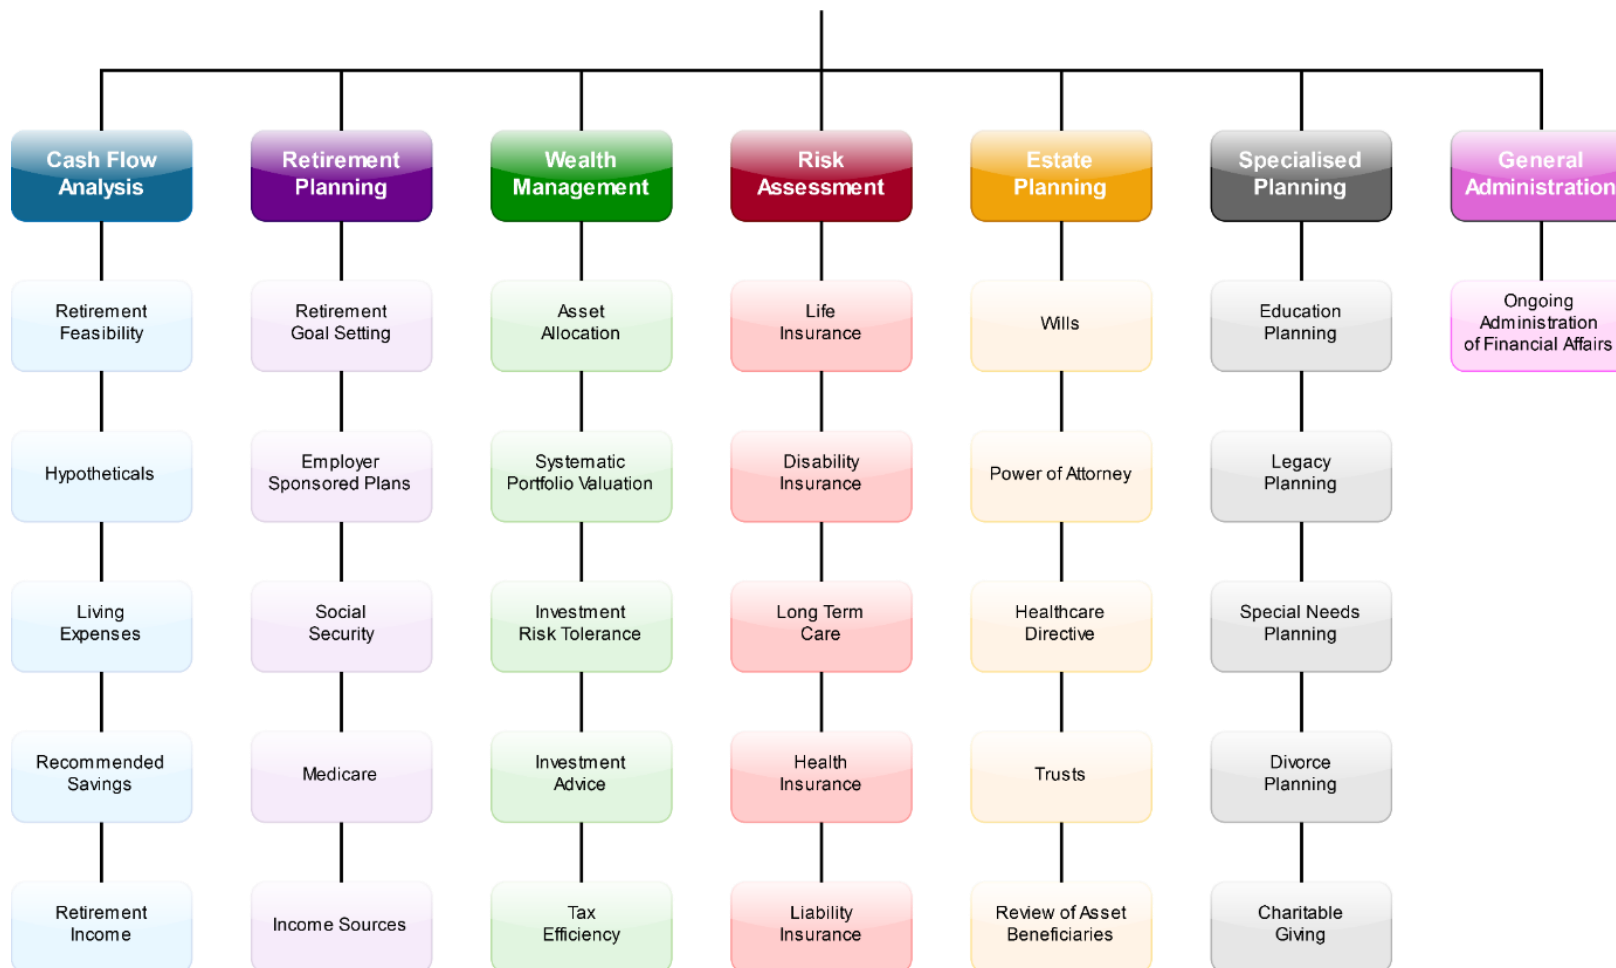 Cash Flow
Analysis
Retirement
Planning
Wealth
Management
Risk
Assessment
Estate
Planning
Specialised
Planning
General
Administration
Retirement
Feasibility
Retirement
Goal Setting
Asset
Allocation
Life
Insurance
Wills
Education
Planning
Ongoing
Administration
of Financial Affairs
Hypotheticals
Employer
Sponsored Plans
Systematic
Portfolio Valuation
Disability
Insurance
Power of Attorney
Legacy
Planning
Living
Expenses
Social
Security
Investment
Risk Tolerance
Long Term
Care
Healthcare
Directive
Special Needs
Planning
Recommended
Savings
Medicare
Investment
Advice
Health
Insurance
Trusts
Divorce
Planning
Retirement
Income
Income Sources
Tax
Efficiency
Liability
Insurance
Review of Asset
Beneficiaries
Charitable
Giving